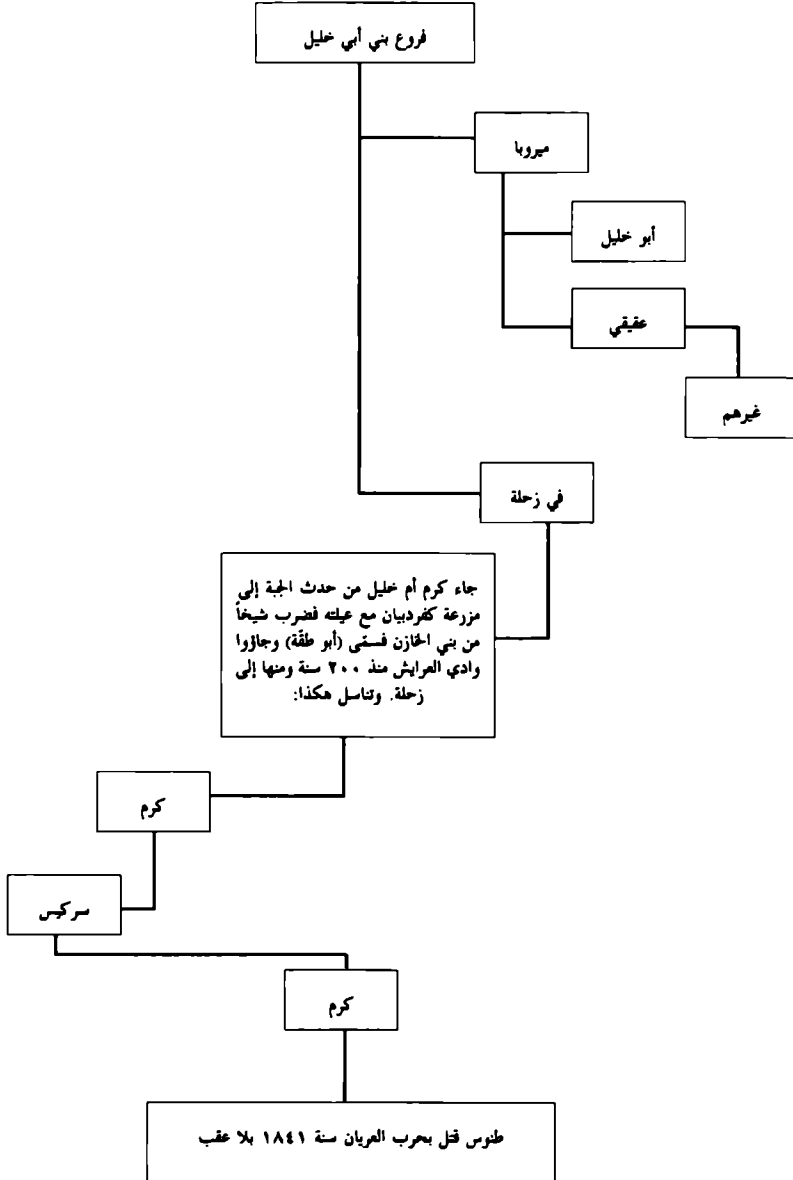 فروع بني أبي خليل
ميروبا
أبو خليل
عقيقي
غيرهم
في زحلة
جاء كرم أم خليل من حدث الجبة إلى
مزرعة كفردبيان مع عيلته فضرب شيخاً
من بني الخازن فسمّى (أبو طقّة) وجاؤوا
وادي العرايش منذ ٢٠٠ سنة ومنها إلى
زحلة. وتناسل هكذا:
كرم
سركيس
كرم
طنوس قتل بحرب العريان سنة ١٨٤١ بلا عقب